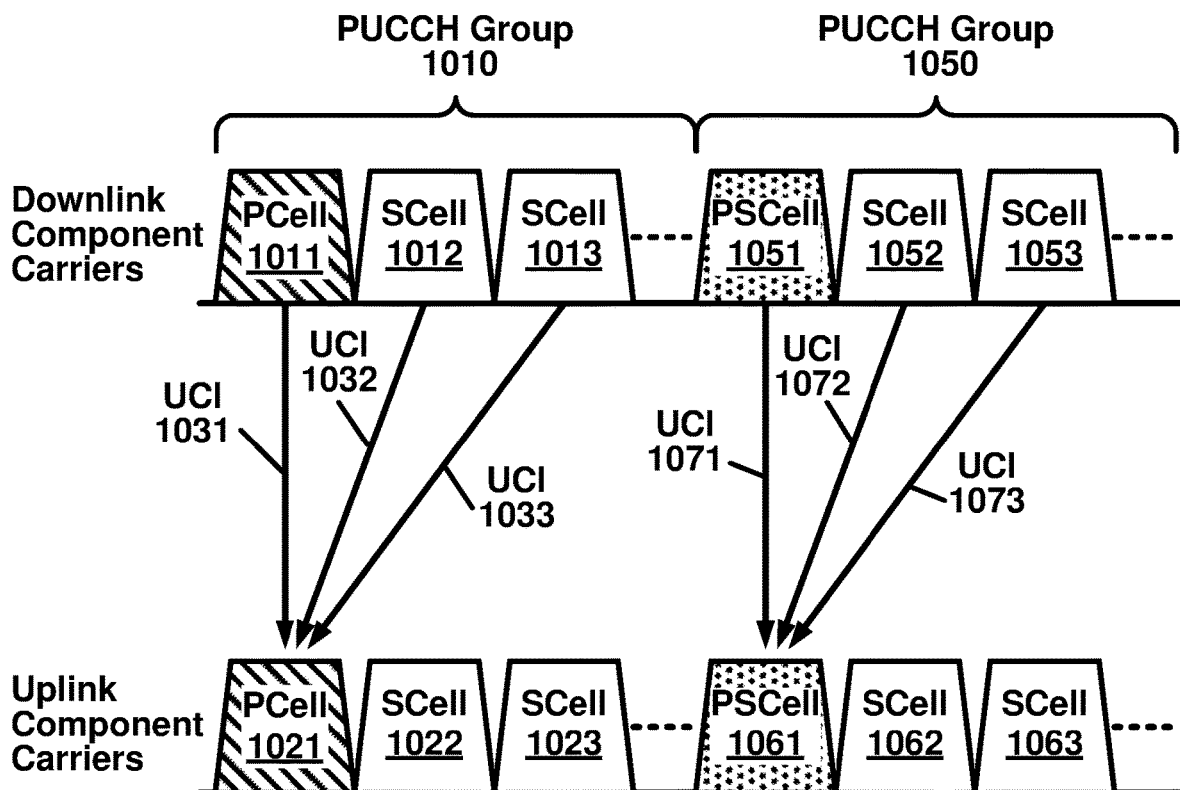 PUCCH Group
1010
PUCCH Group
1050
Downlink
Component
Carriers
PCell
1011
SCell
1012
SCell
1013
PSCell
1051
SCell
1052
SCell
1053
UCI
1031
UCI
1032
UCI
1033
UCI
1071
UCI
1072
UCI
1073
Uplink
Component
Carriers
PCell
1021
SCell
1022
SCell
1023
PSCell
1061
SCell
1062
SCell
1063